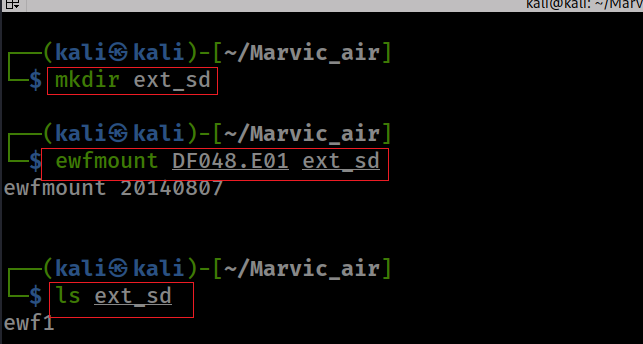 kali@kali: ~/Marv
(kali㉿kali)-[~/Marvic_air]
$ mkdir ext_sd
(kali㉿kali)-[~/Marvic_air]
$ ewfmount DF048.E01 ext_sd
ewfmount 20140807
(kali㉿kali)-[~/Marvic_air]
$ ls ext_sd
ewf1